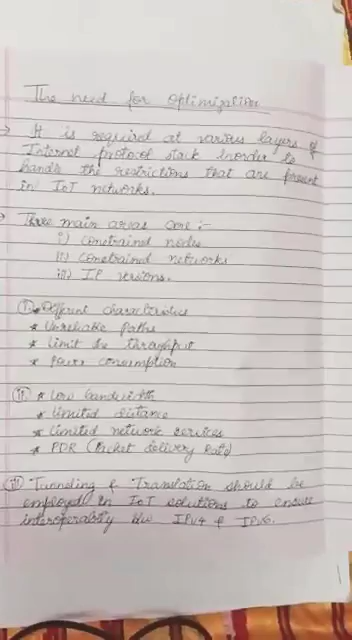 The need for optimization
→ It is required at various layers of
Internet protocol stack inorder to
handle the restrictions that are present
in IoT networks.
→ Three main areas are :-
i) constrained nodes
ii) constrained networks
iii) IP versions.
(i) * Different characteristics
* Unreliable paths
* Limit the throughput
* Power consumption
(ii) * Low bandwidth
* Limited distance
* Limited network services
* PDR (Packet delivery Rate)
(iii) Tunneling & Translation should be
employed in IoT solutions to ensure
interoperability b/w IPv4 & IPv6.